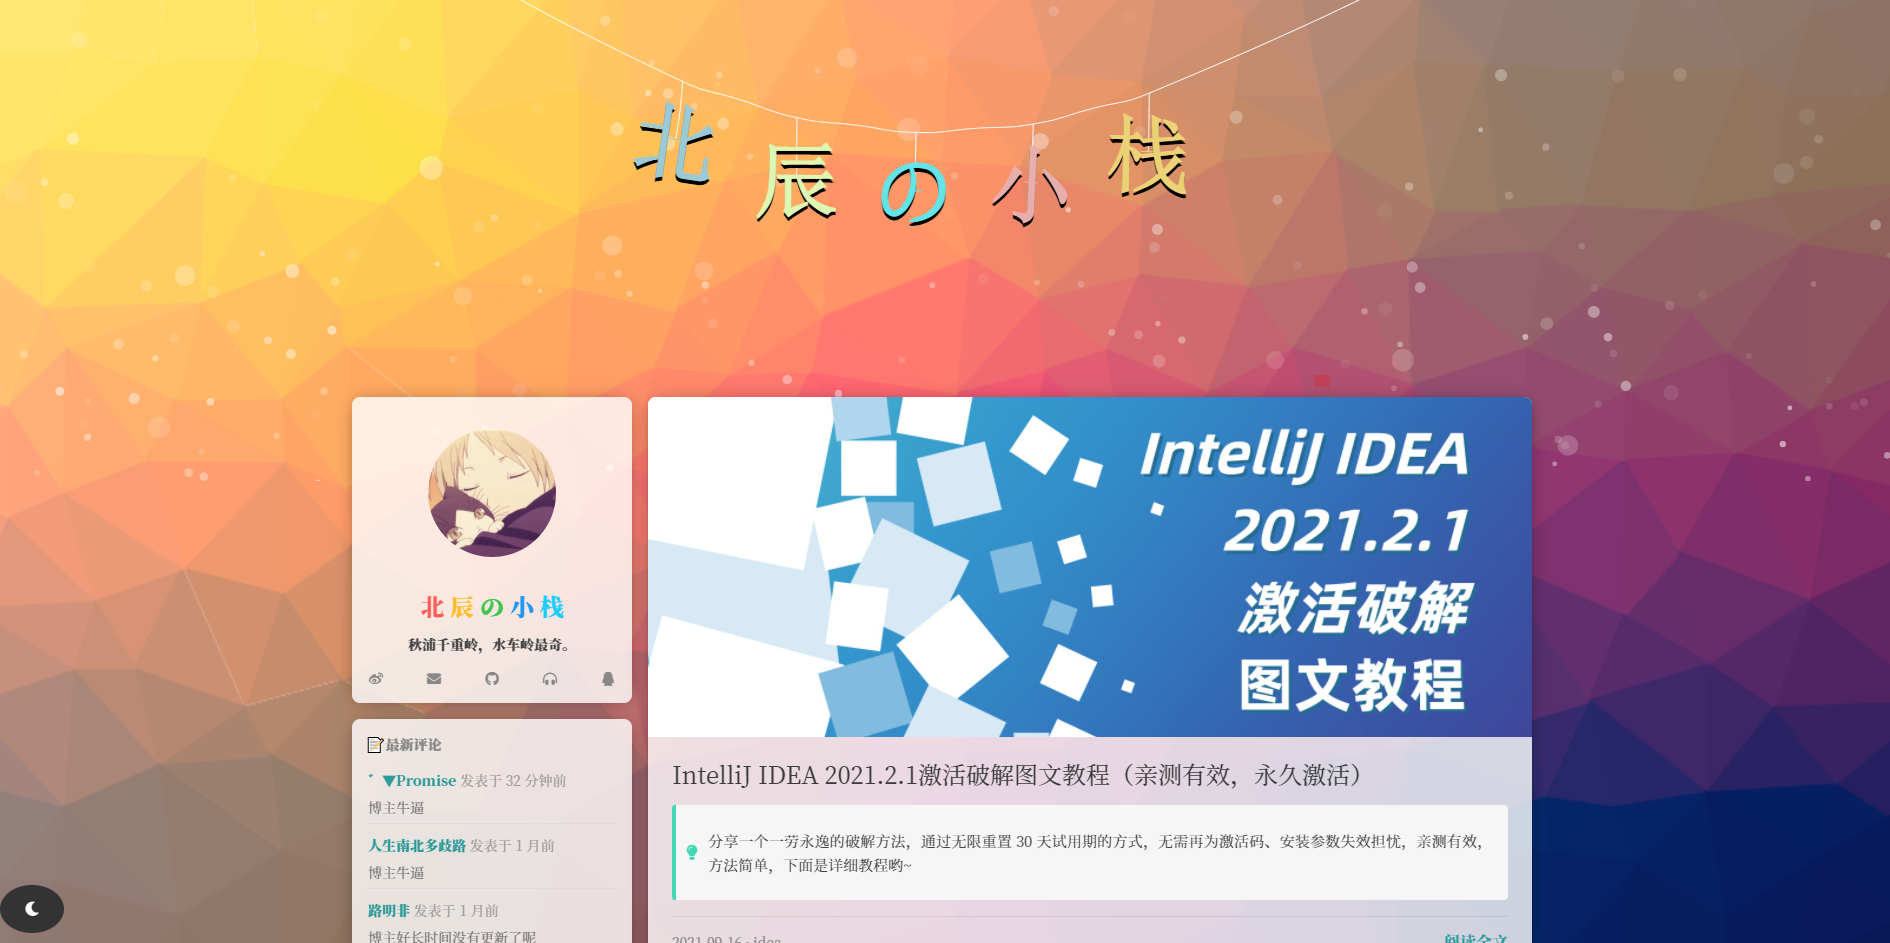 北辰の小栈
北辰の小栈
秋浦千重岭，水车岭最奇。
📝最新评论
▼Promise 发表于 32 分钟前
博主牛逼
人生南北多歧路 发表于 1 月前
博主牛逼
路明非 发表于 1 月前
博主好长时间没有更新了呢
IntelliJ IDEA
2021.2.1
激活破解
图文教程
IntelliJ IDEA 2021.2.1激活破解图文教程（亲测有效，永久激活）
分享一个一劳永逸的破解方法，通过无限重置 30 天试用期的方式，无需再为激活码、安装参数失效担忧，亲测有效，
方法简单，下面是详细教程哟~
2021-09-16 · idea
阅读全文